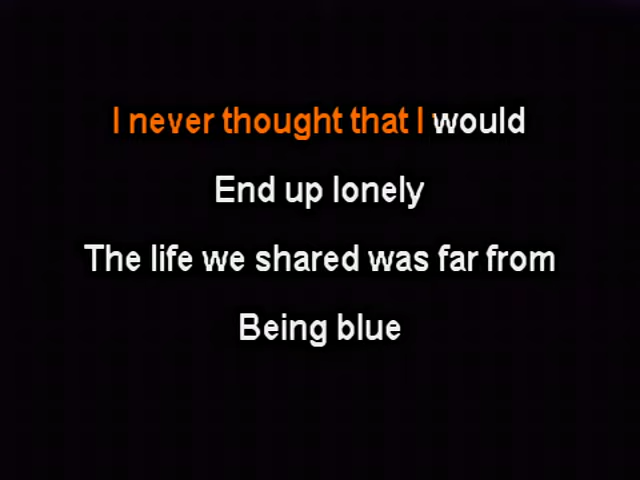 I never thought that I would
End up lonely
The life we shared was far from
Being blue